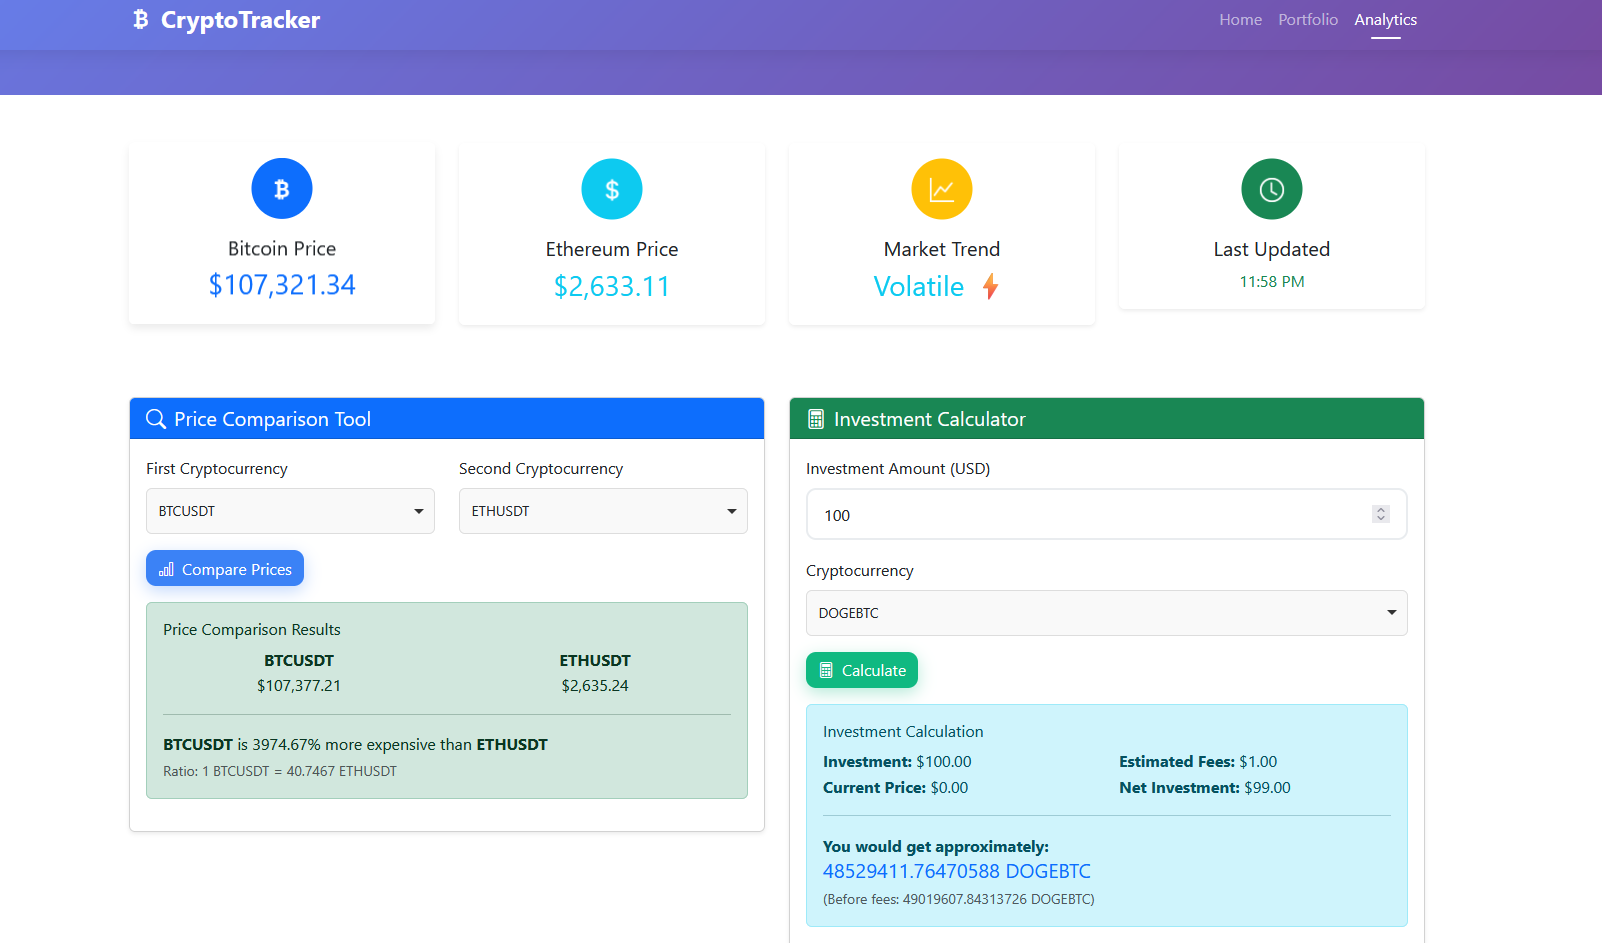 CryptoTracker
Home Portfolio Analytics
Bitcoin Price
$107,321.34
Ethereum Price
$2,633.11
Market Trend
Volatile ⚡
Last Updated
11:58 PM
Price Comparison Tool
First Cryptocurrency
BTCUSDT
Second Cryptocurrency
ETHUSDT
Compare Prices
Price Comparison Results
BTCUSDT
$107,377.21
ETHUSDT
$2,635.24
BTCUSDT is 3974.67% more expensive than ETHUSDT
Ratio: 1 BTCUSDT = 40.7467 ETHUSDT
Investment Calculator
Investment Amount (USD)
100
Cryptocurrency
DOGEBTC
Calculate
Investment Calculation
Investment: $100.00
Estimated Fees: $1.00
Current Price: $0.00
Net Investment: $99.00
You would get approximately:
48529411.76470588 DOGEBTC
(Before fees: 49019607.84313726 DOGEBTC)